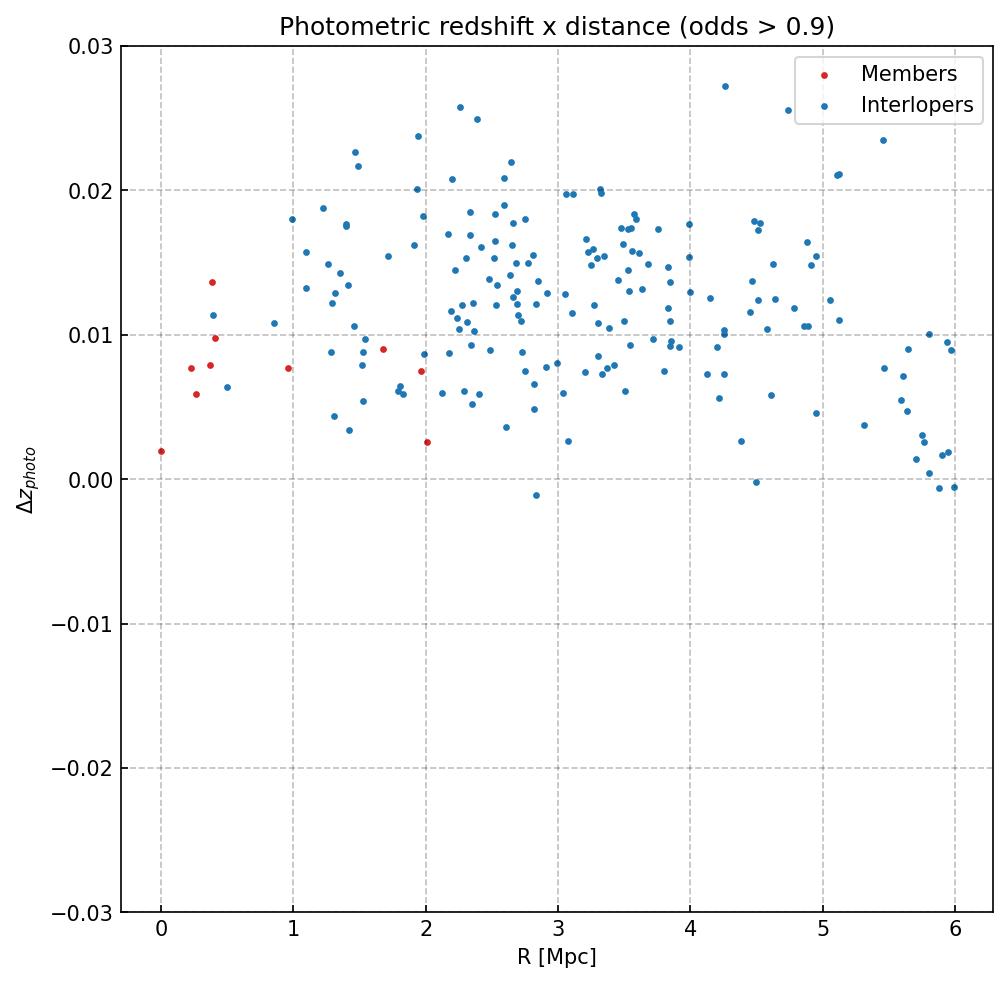 Photometric redshift x distance (odds > 0.9)
Members
Interlopers
0.03
0.02
0.01
0.00
−0.01
−0.02
−0.03
Δz_photo
0 1 2 3 4 5 6
R [Mpc]